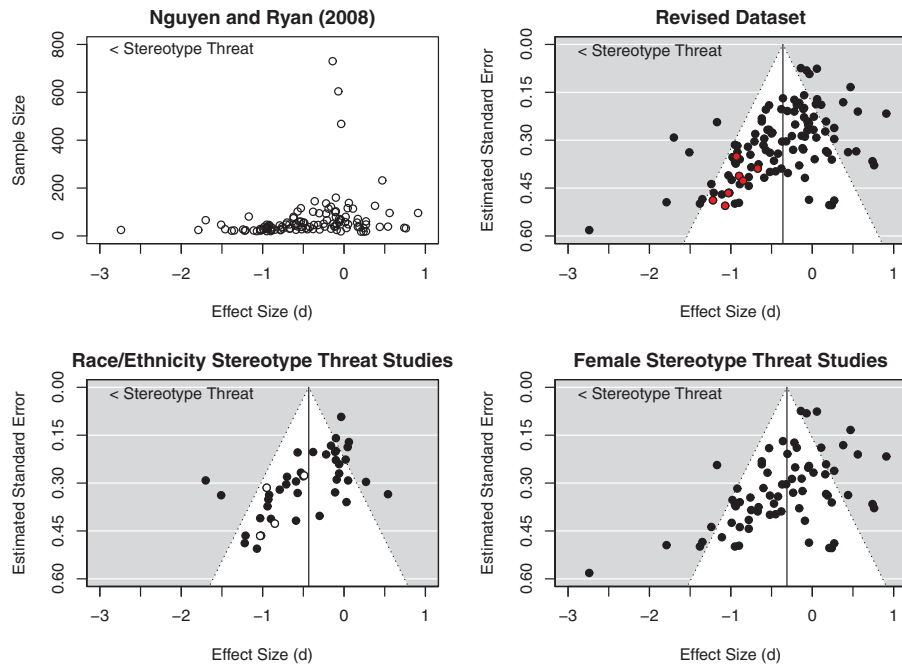 Nguyen and Ryan (2008)
< Stereotype Threat
Sample Size
800
600
400
200
0
−3
−2
−1
0
1
Effect Size (d)
Revised Dataset
< Stereotype Threat
Estimated Standard Error
0.00
0.15
0.30
0.45
0.60
−3
−2
−1
0
1
Effect Size (d)
Race/Ethnicity Stereotype Threat Studies
< Stereotype Threat
Estimated Standard Error
0.00
0.15
0.30
0.45
0.60
−3
−2
−1
0
1
Effect Size (d)
Female Stereotype Threat Studies
< Stereotype Threat
Estimated Standard Error
0.00
0.15
0.30
0.45
0.60
−3
−2
−1
0
1
Effect Size (d)